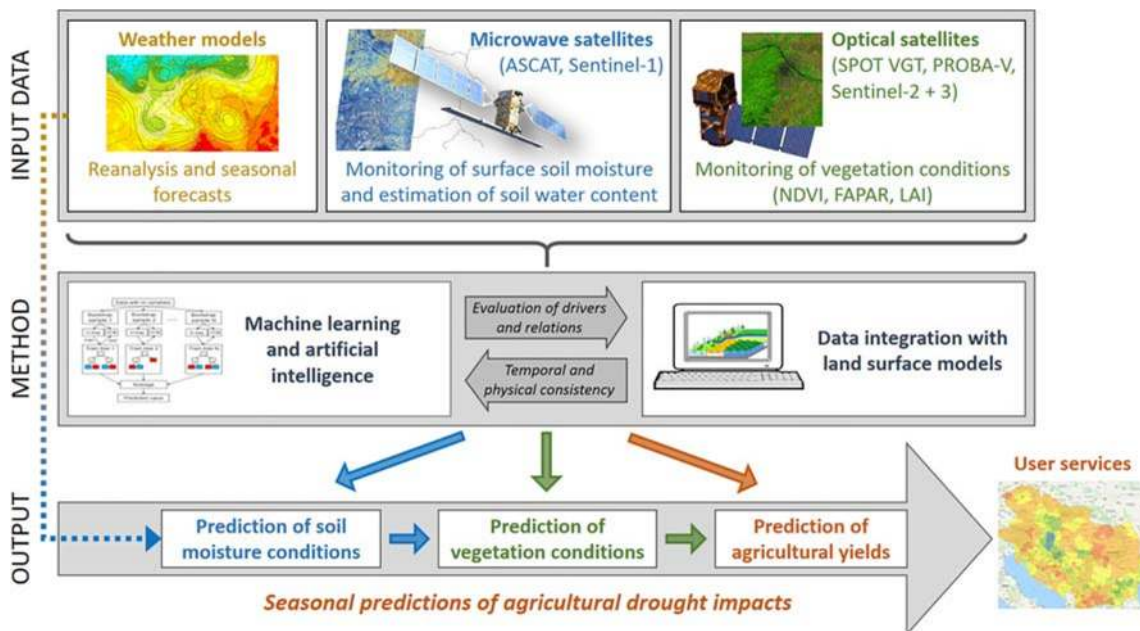 INPUT DATA
Weather models
Reanalysis and seasonal
forecasts
Microwave satellites
(ASCAT, Sentinel-1)
Monitoring of surface soil moisture
and estimation of soil water content
Optical satellites
(SPOT VGT, PROBA-V,
Sentinel-2 + 3)
Monitoring of vegetation conditions
(NDVI, FAPAR, LAI)
METHOD
Machine learning
and artificial
intelligence
Evaluation of drivers
and relations
Temporal and
physical consistency
Data integration with
land surface models
OUTPUT
Prediction of soil
moisture conditions
Prediction of
vegetation conditions
Prediction of
agricultural yields
User services
Seasonal predictions of agricultural drought impacts